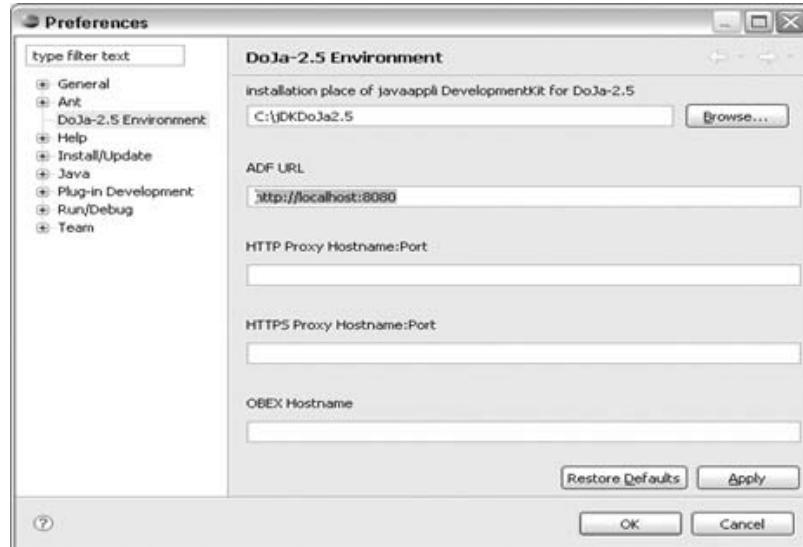 Preferences
type filter text
General
Ant
DoJa-2.5 Environment
Help
Install/Update
Java
Plug-in Development
Run/Debug
Team
DoJa-2.5 Environment
installation place of javaappli DevelopmentKit for DoJa-2.5
C:\jDKDoJa2.5
Browse...
ADF URL
http://localhost:8080
HTTP Proxy Hostname:Port
HTTPS Proxy Hostname:Port
OBEX Hostname
Restore Defaults
Apply
OK
Cancel